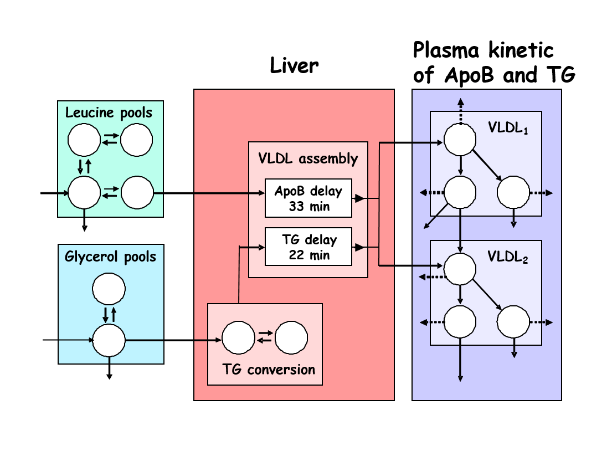 Plasma kinetic
of ApoB and TG
Liver
Leucine pools
VLDL assembly
ApoB delay
33 min
TG delay
22 min
VLDL₁
Glycerol pools
VLDL₂
TG conversion